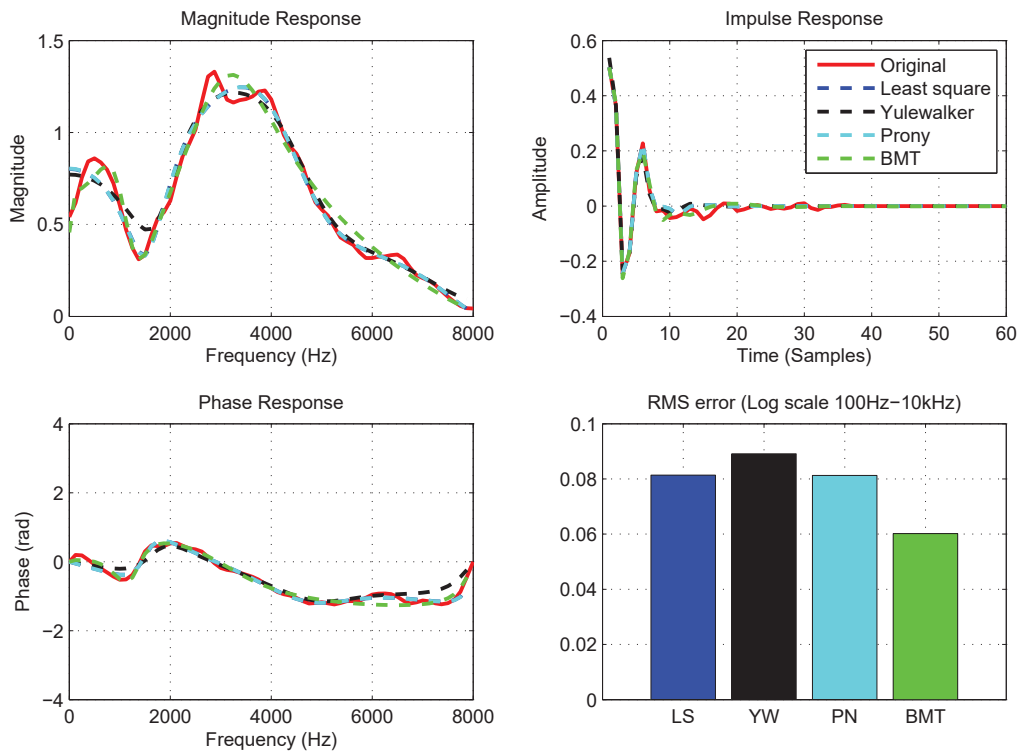 Magnitude Response
1.5
1
0.5
0
Magnitude
0 2000 4000 6000 8000
Frequency (Hz)
Impulse Response
0.6
0.4
0.2
0
−0.2
−0.4
Amplitude
Original
Least square
Yulewalker
Prony
BMT
0 10 20 30 40 50 60
Time (Samples)
Phase Response
4
2
0
−2
−4
Phase (rad)
0 2000 4000 6000 8000
Frequency (Hz)
RMS error (Log scale 100Hz−10kHz)
0.1
0.08
0.06
0.04
0.02
0
LS YW PN BMT